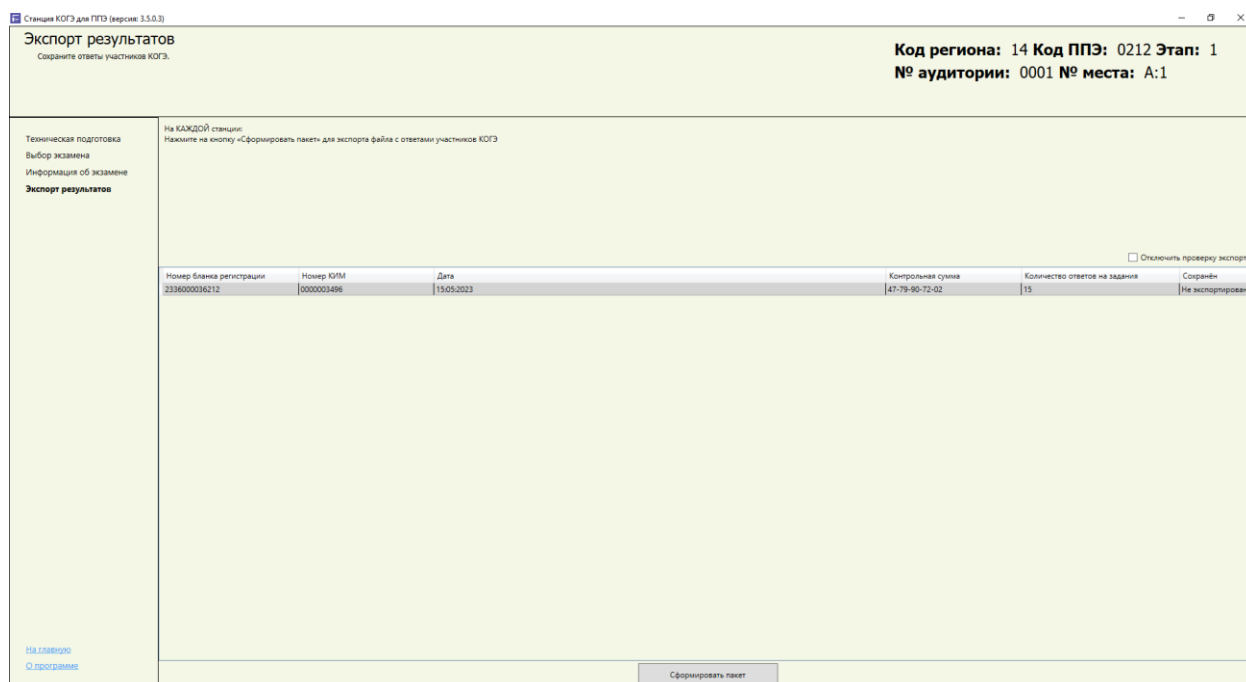 Станция КОГЭ для ППЭ (версия: 3.5.0.3)
Экспорт результатов
Сохраните ответы участников КОГЭ.
Код региона: 14 Код ППЭ: 0212 Этап: 1
№ аудитории: 0001 № места: А:1
Техническая подготовка
Выбор экзамена
Информация об экзамене
Экспорт результатов
На КАЖДОЙ станции:
Нажмите на кнопку «Сформировать пакет» для экспорта файла с ответами участников КОГЭ
Отключить проверку экспорт
Номер бланка регистрации Номер КИМ Дата Контрольная сумма Количество ответов на задания Сохранён
2336000036212 0000003496 15:05:2023 47-79-90-72-02 15 Не экспортирован
На главную
О программе
Сформировать пакет